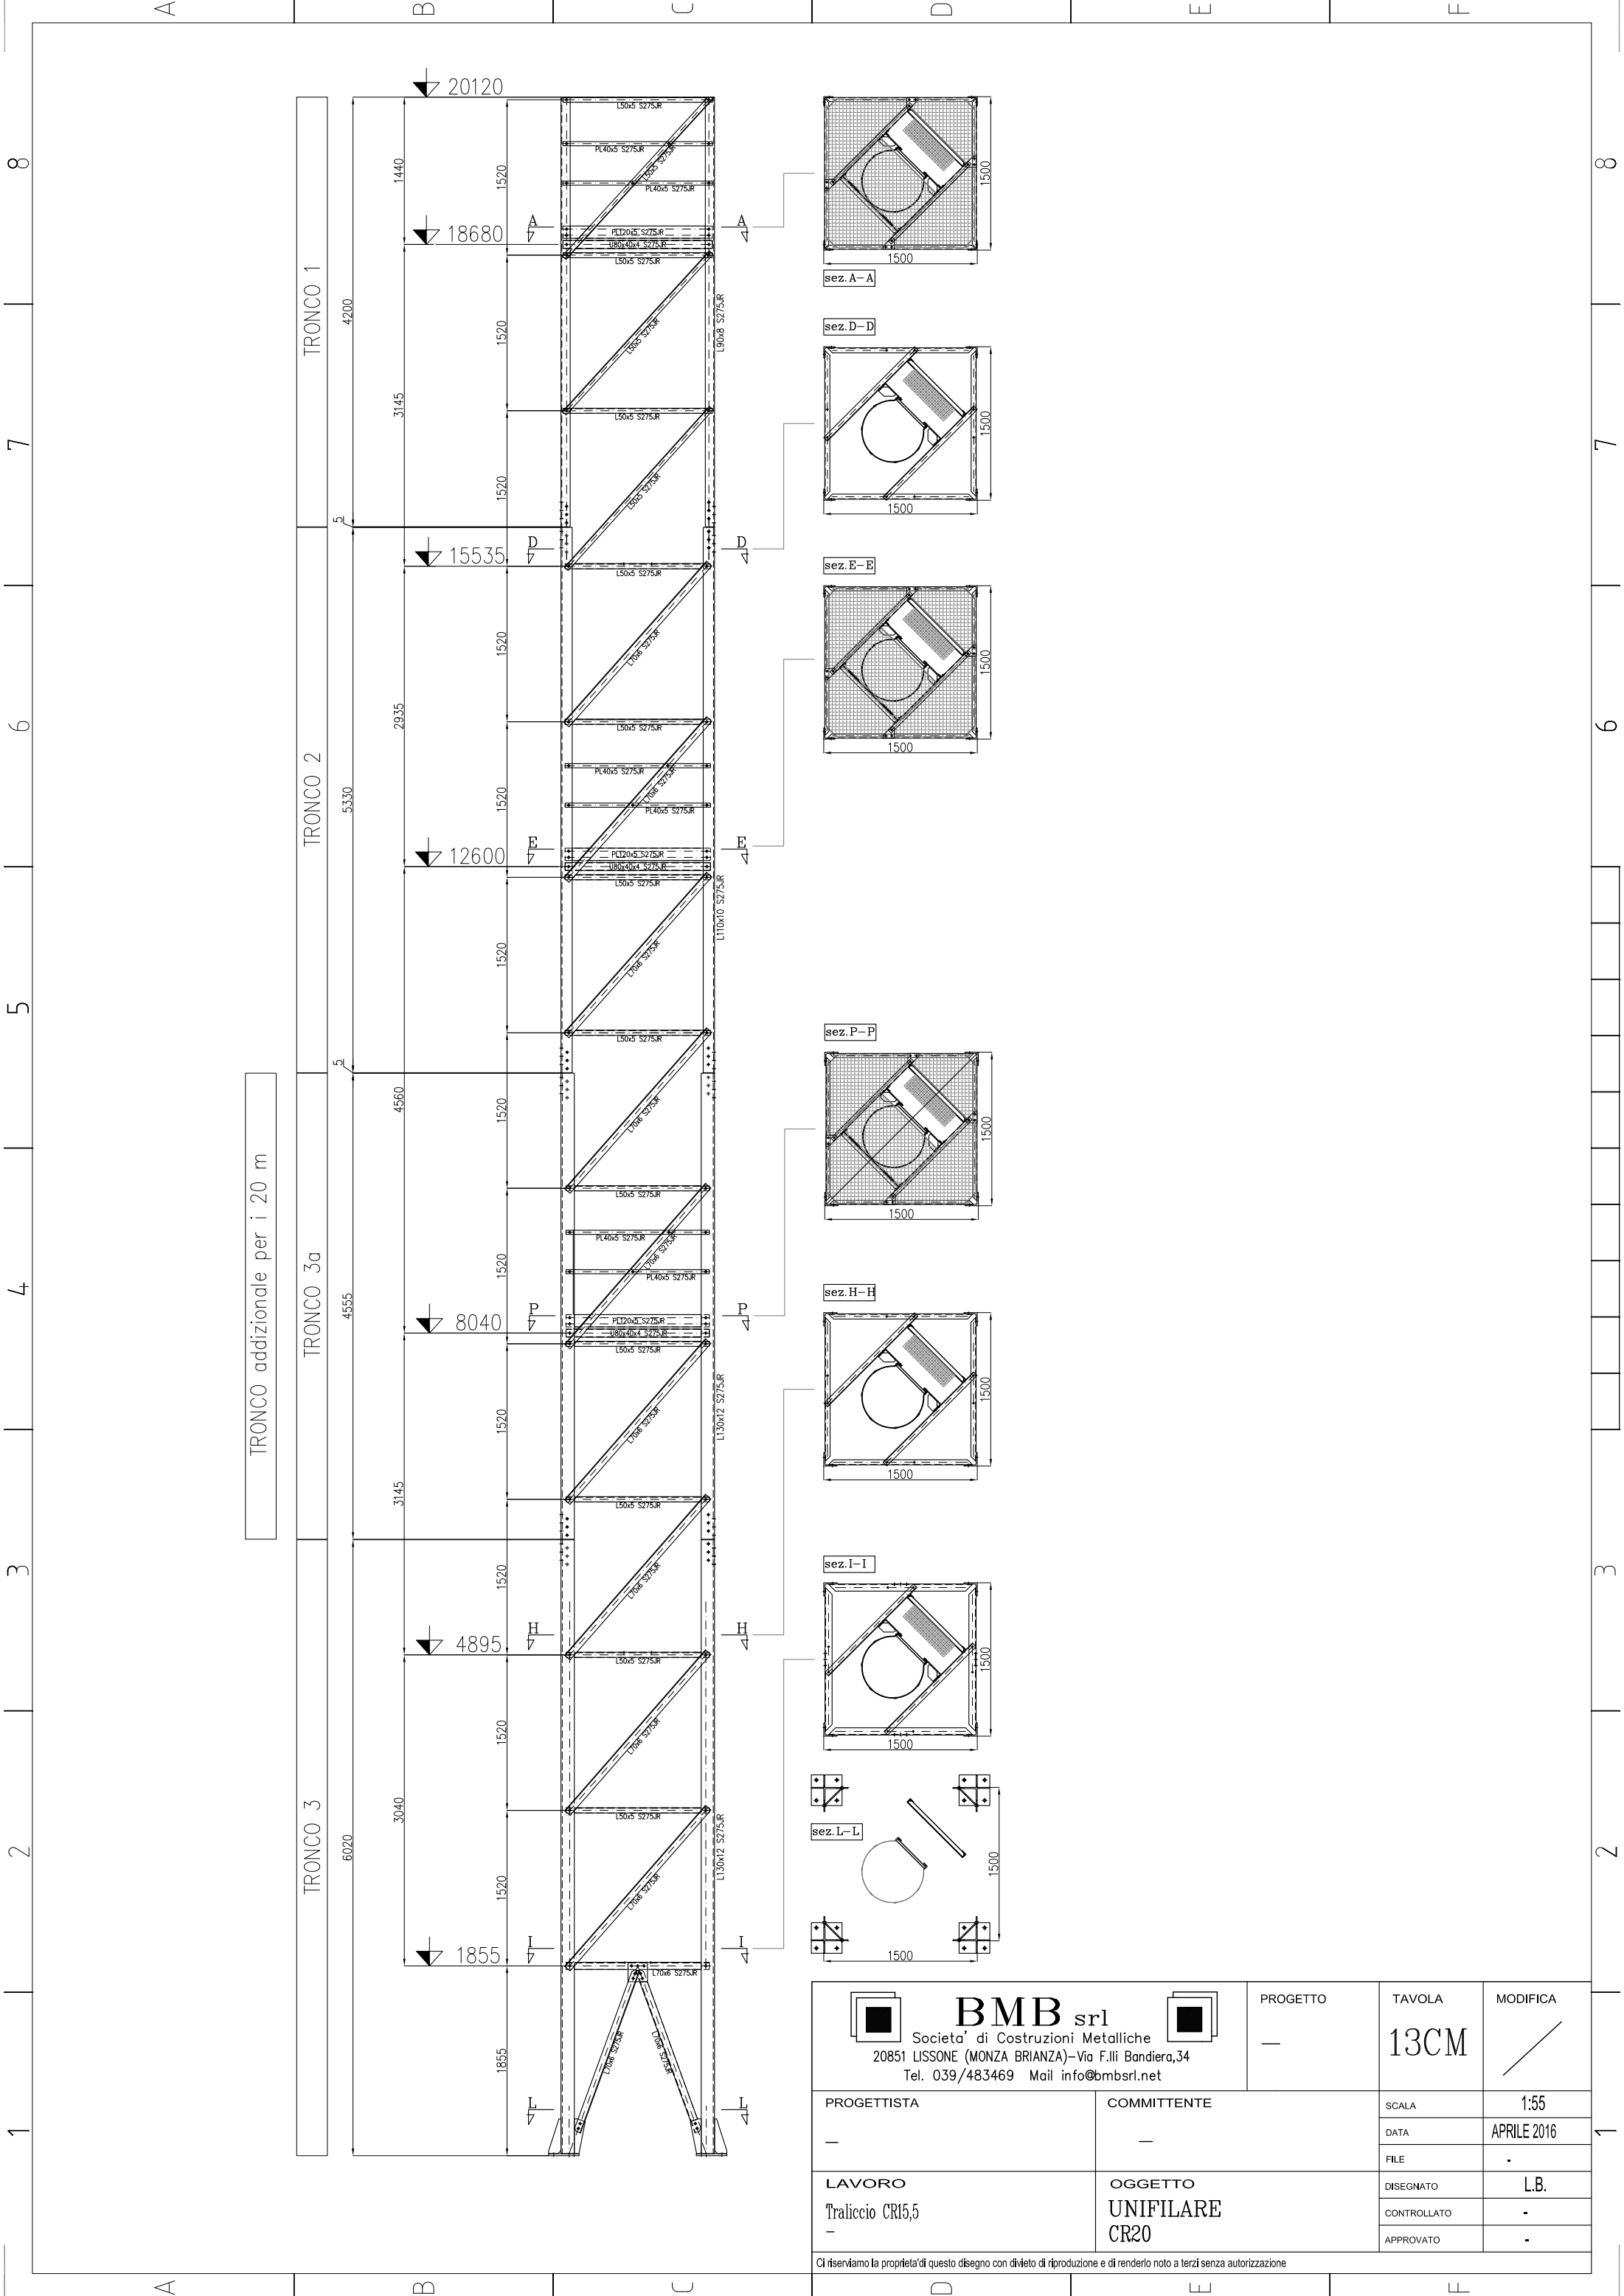 A B C D E F
8
7
6
5
4
3
2
1
8
7
6
3
2
1
A B C D E F
TRONCO 1
TRONCO 2
TRONCO 3a
TRONCO 3
TRONCO addizionale per i 20 m
4200
5
5330
5
4555
6020
1440
3145
2935
4560
3145
3040
1855
20120
18680
15535
12600
8040
4895
1855
1520
1520
1520
1520
1520
1520
1520
1520
1520
1520
1520
1520
L50x5 S275JR
PL40x5 S275JR
L50x5 S275JR
PL40x5 S275JR
A A
PL120x5 S275JR
U80x40x4 S275JR
L50x5 S275JR
L90x8 S275JR
L50x5 S275JR
L50x5 S275JR
L50x5 S275JR
D D
L50x5 S275JR
L70x6 S275JR
L50x5 S275JR
PL40x5 S275JR
L70x6 S275JR
PL40x5 S275JR
E E
PL120x5 S275JR
U80x40x4 S275JR
L50x5 S275JR
L110x10 S275JR
L70x6 S275JR
L50x5 S275JR
L70x6 S275JR
L50x5 S275JR
PL40x5 S275JR
L70x6 S275JR
PL40x5 S275JR
P P
PL120x5 S275JR
U80x40x4 S275JR
L50x5 S275JR
L130x12 S275JR
L70x6 S275JR
L50x5 S275JR
L70x6 S275JR
H H
L50x5 S275JR
L70x6 S275JR
L50x5 S275JR
L130x12 S275JR
L70x6 S275JR
I I
L70x6 S275JR
L70x6 S275JR
L70x6 S275JR
L L
1500
1500
sez.A-A
sez.D-D
1500
1500
sez.E-E
1500
1500
sez.P-P
1500
1500
sez.H-H
1500
1500
sez.I-I
1500
1500
sez.L-L
1500
1500
BMB srl
Societa' di Costruzioni Metalliche
20851 LISSONE (MONZA BRIANZA)-Via F.lli Bandiera,34
Tel. 039/483469 Mail info@bmbsrl.net
PROGETTO
—
TAVOLA
13CM
MODIFICA
PROGETTISTA
—
COMMITTENTE
—
SCALA 1:55
DATA APRILE 2016
FILE -
LAVORO
Traliccio CR15,5
–
OGGETTO
UNIFILARE
CR20
DISEGNATO L.B.
CONTROLLATO -
APPROVATO -
Ci riserviamo la proprieta'di questo disegno con divieto di riproduzione e di renderlo noto a terzi senza autorizzazione